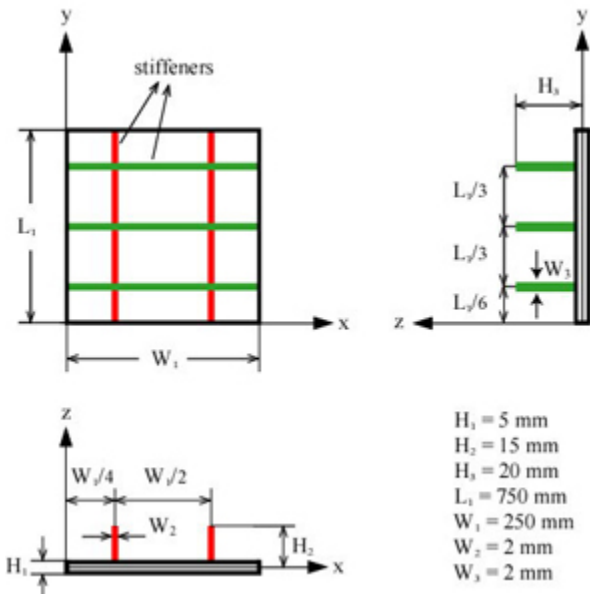 y
y
stiffeners
H₃
L₁
L₁/3
L₁/3
W₃
L₁/6
x
z
W₁
z
W₁/4
W₁/2
W₂
H₂
H₁
x
H₁ = 5 mm
H₂ = 15 mm
H₃ = 20 mm
L₁ = 750 mm
W₁ = 250 mm
W₂ = 2 mm
W₃ = 2 mm